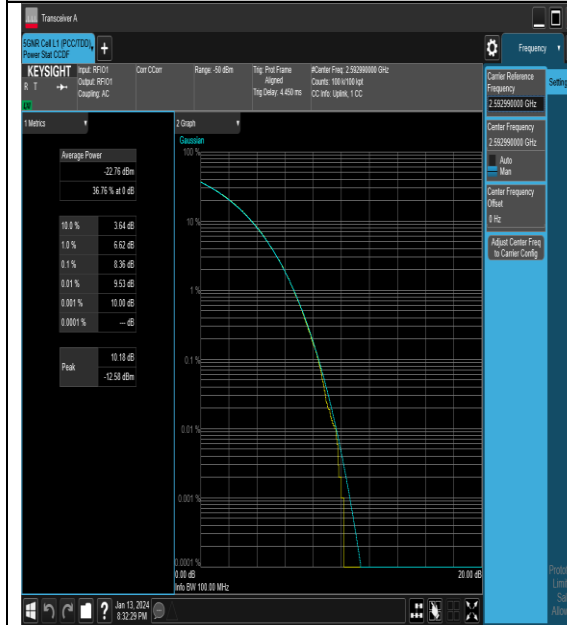 Transceiver A
5GNR Cell L1 (PCC/TDD),
Power Stat CCDF
+
Frequency
KEYSIGHT
R T
LV
Input: RFIO1
Output: RFIO1
Coupling: AC
Corr CCorr
Range: -50 dBm
Trig: Prot Frame
Aligned
Trig Delay: 4.450 ms
#Center Freq: 2.592990000 GHz
Counts: 100 k/100 kpt
CC Info: Uplink, 1 CC
Carrier Reference
Frequency
2.592990000 GHz
Setting
Center Frequency
2.592990000 GHz
Auto
Man
Center Frequency
Offset
0 Hz
Adjust Center Freq
to Carrier Config
1 Metrics
Average Power
-22.76 dBm
36.76 % at 0 dB
10.0 % 3.64 dB
1.0 % 6.62 dB
0.1 % 8.36 dB
0.01 % 9.53 dB
0.001 % 10.00 dB
0.0001 % --- dB
Peak
10.18 dB
-12.58 dBm
2 Graph
Gaussian
100 %
10 %
1 %
0.1 %
0.01 %
0.001 %
0.0001 %
0.00 dB 20.00 dB
Info BW 100.00 MHz
Jan 13, 2024
8:32:29 PM
?